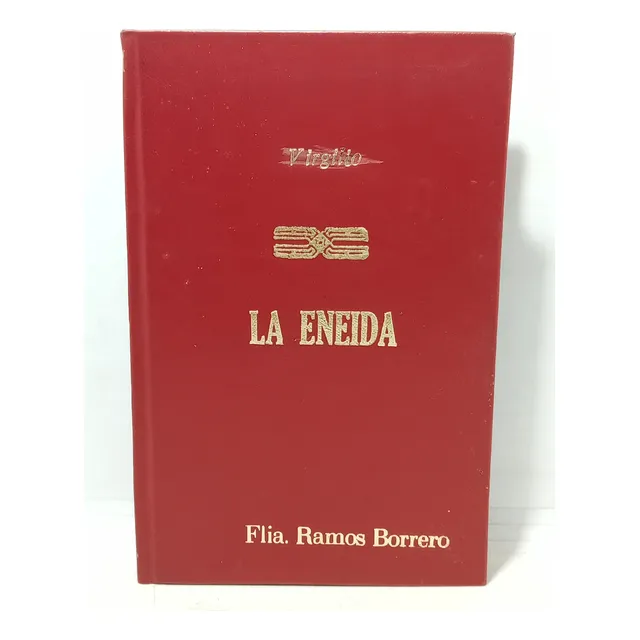 Virgilio
LA ENEIDA
Flia. Ramos Borrero